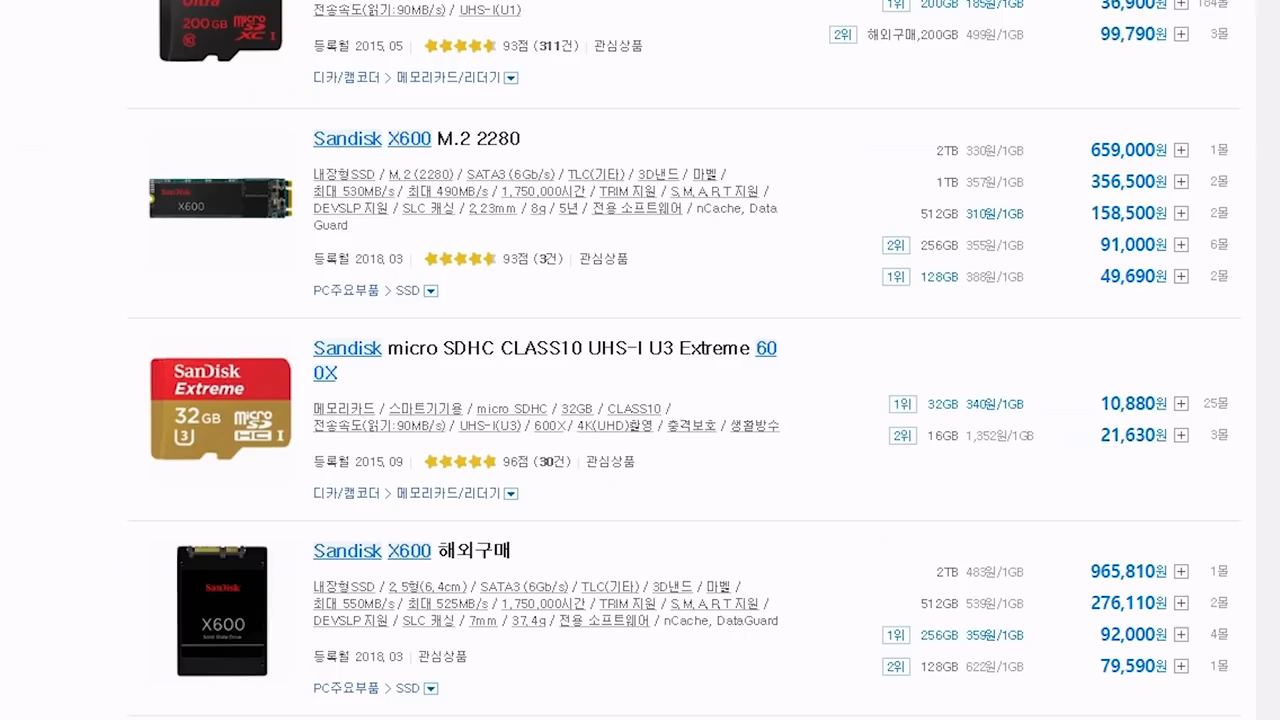 Ultra
200GB micro SD XC I
전송속도(읽기:90MB/s) / UHS-I(U1)
1위 200GB 185원/1GB 36,900원 184몰
등록월 2015.05 93점 (311건) 관심상품
2위 해외구매,200GB 499원/1GB 99,790원 3몰
디카/캠코더 > 메모리카드/리더기
Sandisk X600 M.2 2280
SanDisk
X600
내장형SSD / M.2 (2280) / SATA3 (6Gb/s) / TLC(기타) / 3D낸드 / 마벨 /
최대 530MB/s / 최대 490MB/s / 1,750,000시간 / TRIM 지원 / S.M.A.R.T 지원 /
DEVSLP 지원 / SLC 캐싱 / 2.23mm / 8g / 5년 / 전용 소프트웨어 / nCache, Data
Guard
2TB 330원/1GB 659,000원 1몰
1TB 357원/1GB 356,500원 2몰
512GB 310원/1GB 158,500원 2몰
2위 256GB 355원/1GB 91,000원 6몰
1위 128GB 388원/1GB 49,690원 2몰
등록월 2018.03 93점 (3건) 관심상품
PC주요부품 > SSD
Sandisk micro SDHC CLASS10 UHS-I U3 Extreme 60
0X
SanDisk
Extreme
32GB micro SD
3 HC I
메모리카드 / 스마트기기용 / micro SDHC / 32GB / CLASS10 /
전송속도(읽기:90MB/s) / UHS-I(U3) / 600X / 4K(UHD)촬영 / 충격보호 / 생활방수
1위 32GB 340원/1GB 10,880원 25몰
2위 16GB 1,352원/1GB 21,630원 3몰
등록월 2015.09 96점 (30건) 관심상품
디카/캠코더 > 메모리카드/리더기
Sandisk X600 해외구매
SanDisk
X600
Solid State Drive
내장형SSD / 2.5형(6.4cm) / SATA3 (6Gb/s) / TLC(기타) / 3D낸드 / 마벨 /
최대 550MB/s / 최대 525MB/s / 1,750,000시간 / TRIM 지원 / S.M.A.R.T 지원 /
DEVSLP 지원 / SLC 캐싱 / 7mm / 37.4g / 전용 소프트웨어 / nCache, DataGuard
2TB 483원/1GB 965,810원 1몰
512GB 539원/1GB 276,110원 2몰
1위 256GB 359원/1GB 92,000원 4몰
2위 128GB 622원/1GB 79,590원 1몰
등록월 2018.03 관심상품
PC주요부품 > SSD